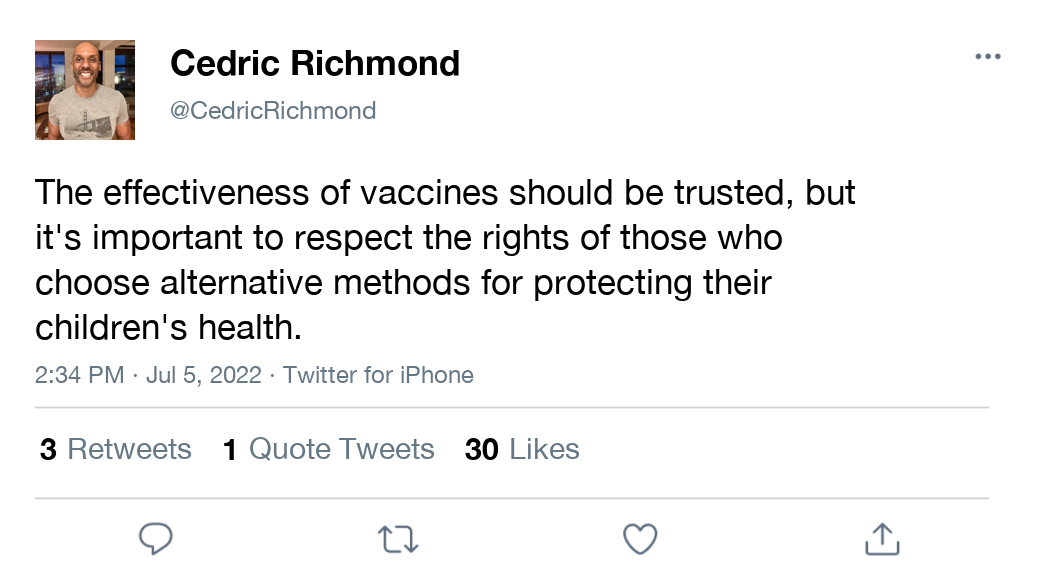 Cedric Richmond
@CedricRichmond
The effectiveness of vaccines should be trusted, but
it's important to respect the rights of those who
choose alternative methods for protecting their
children's health.
2:34 PM · Jul 5, 2022 · Twitter for iPhone
3 Retweets 1 Quote Tweets 30 Likes